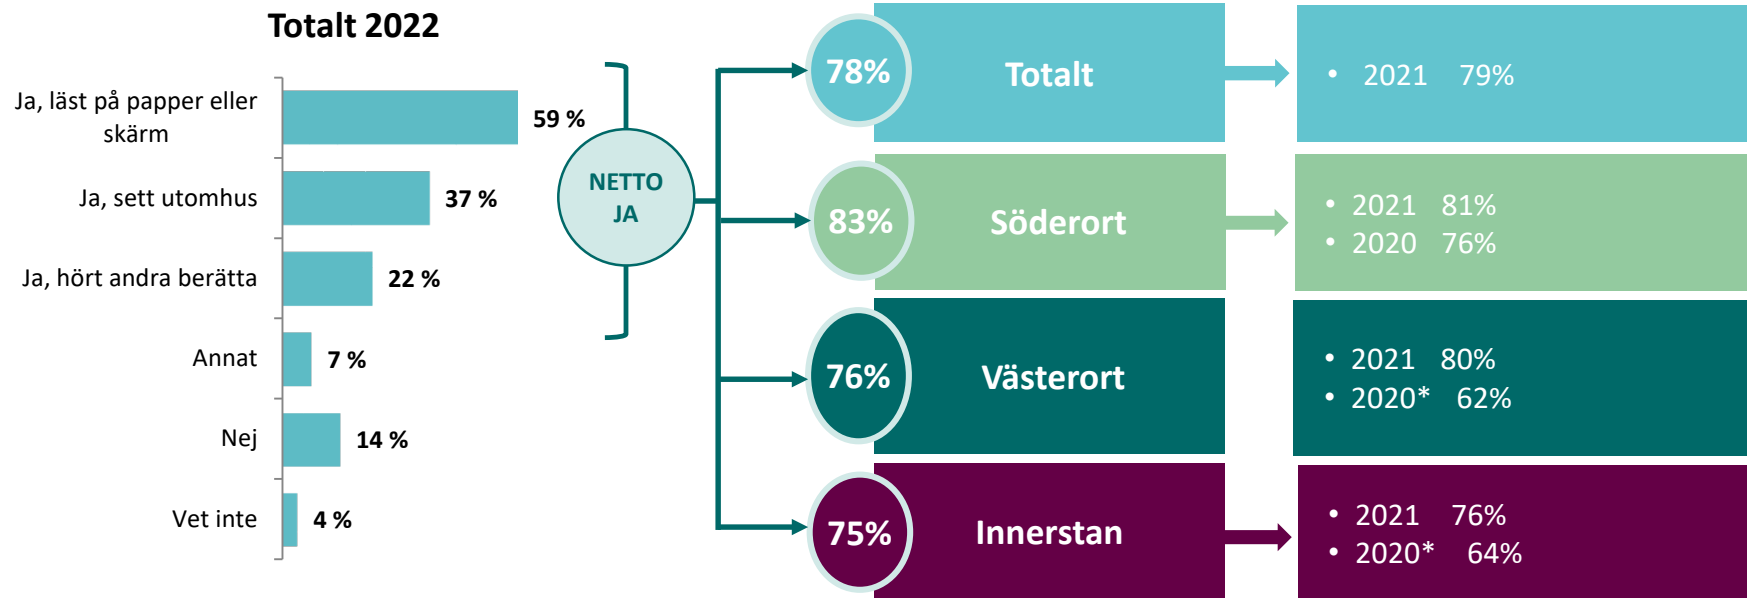 Totalt 2022
Ja, läst på papper eller
skärm
59 %
Ja, sett utomhus
37 %
Ja, hört andra berätta
22 %
Annat
7 %
Nej
14 %
Vet inte
4 %
NETTO
JA
78%
Totalt
• 2021 79%
83%
Söderort
• 2021 81%
• 2020 76%
76%
Västerort
• 2021 80%
• 2020* 62%
75%
Innerstan
• 2021 76%
• 2020* 64%